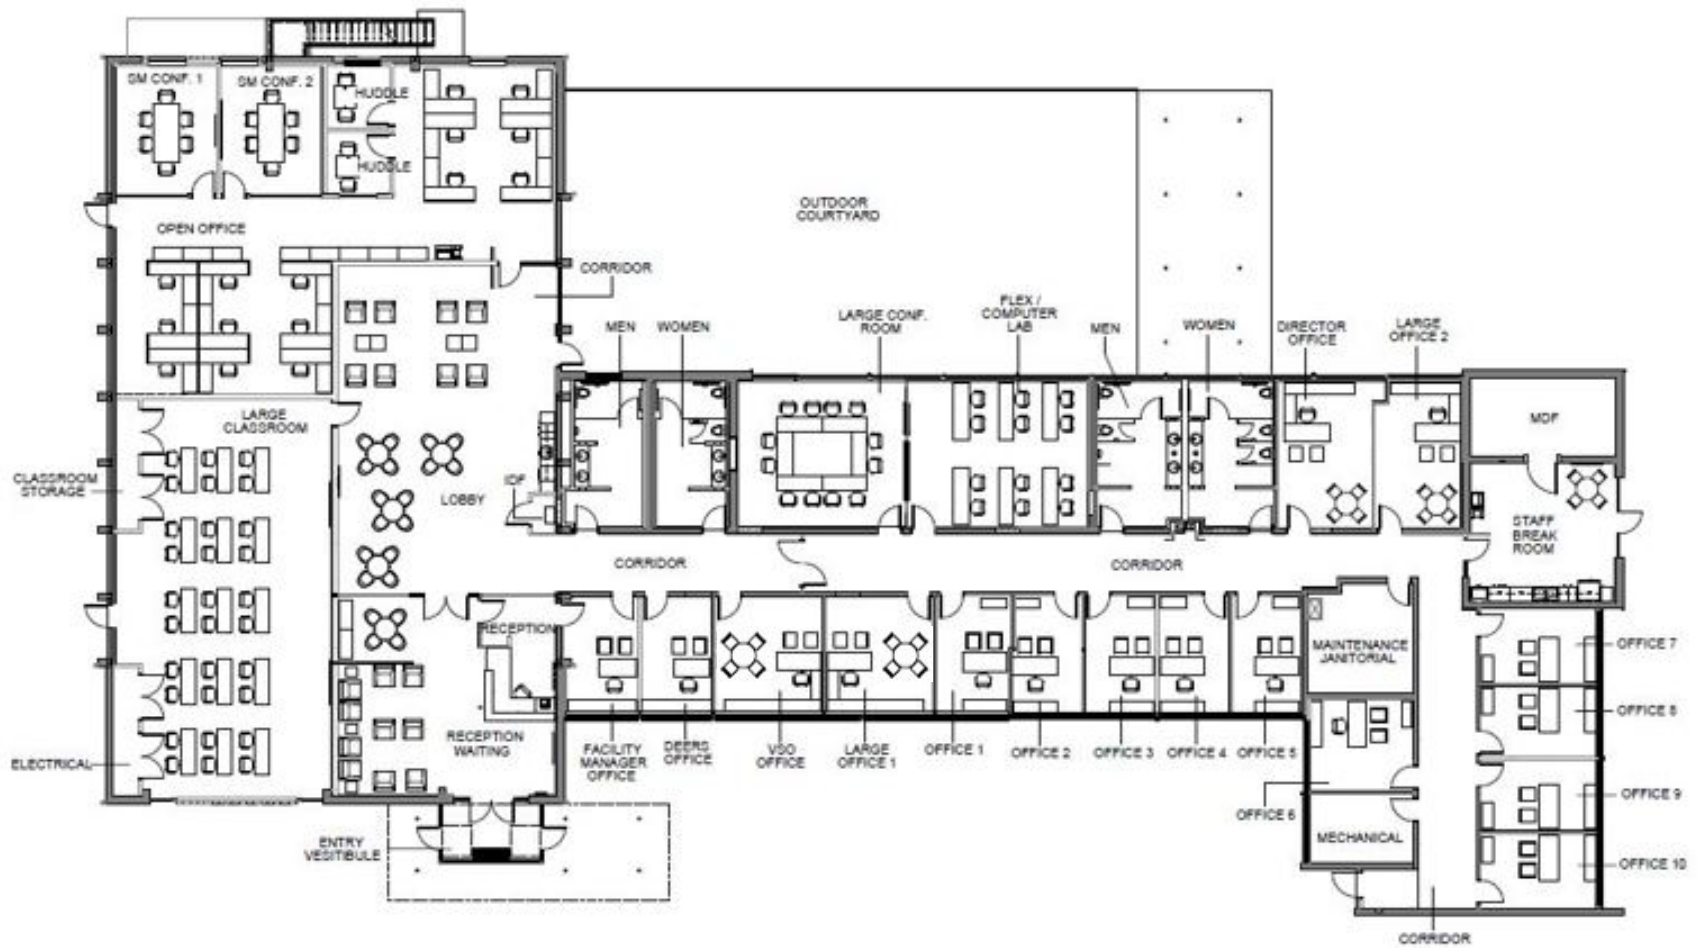 SM CONF. 1
SM CONF. 2
HUDDLE
HUDDLE
OUTDOOR
COURTYARD
OPEN OFFICE
CORRIDOR
MEN
WOMEN
LARGE CONF.
ROOM
FLEX /
COMPUTER
LAB
MEN
WOMEN
DIRECTOR
OFFICE
LARGE
OFFICE 2
LARGE
CLASSROOM
MDF
CLASSROOM
STORAGE
IDF
LOBBY
STAFF
BREAK
ROOM
CORRIDOR
CORRIDOR
RECEPTION
MAINTENANCE
JANITORIAL
OFFICE 7
OFFICE 8
RECEPTION
WAITING
FACILITY
MANAGER
OFFICE
DEERS
OFFICE
VSO
OFFICE
LARGE
OFFICE 1
OFFICE 1
OFFICE 2
OFFICE 3
OFFICE 4
OFFICE 5
ELECTRICAL
OFFICE 9
OFFICE 6
MECHANICAL
ENTRY
VESITIBULE
OFFICE 10
CORRIDOR